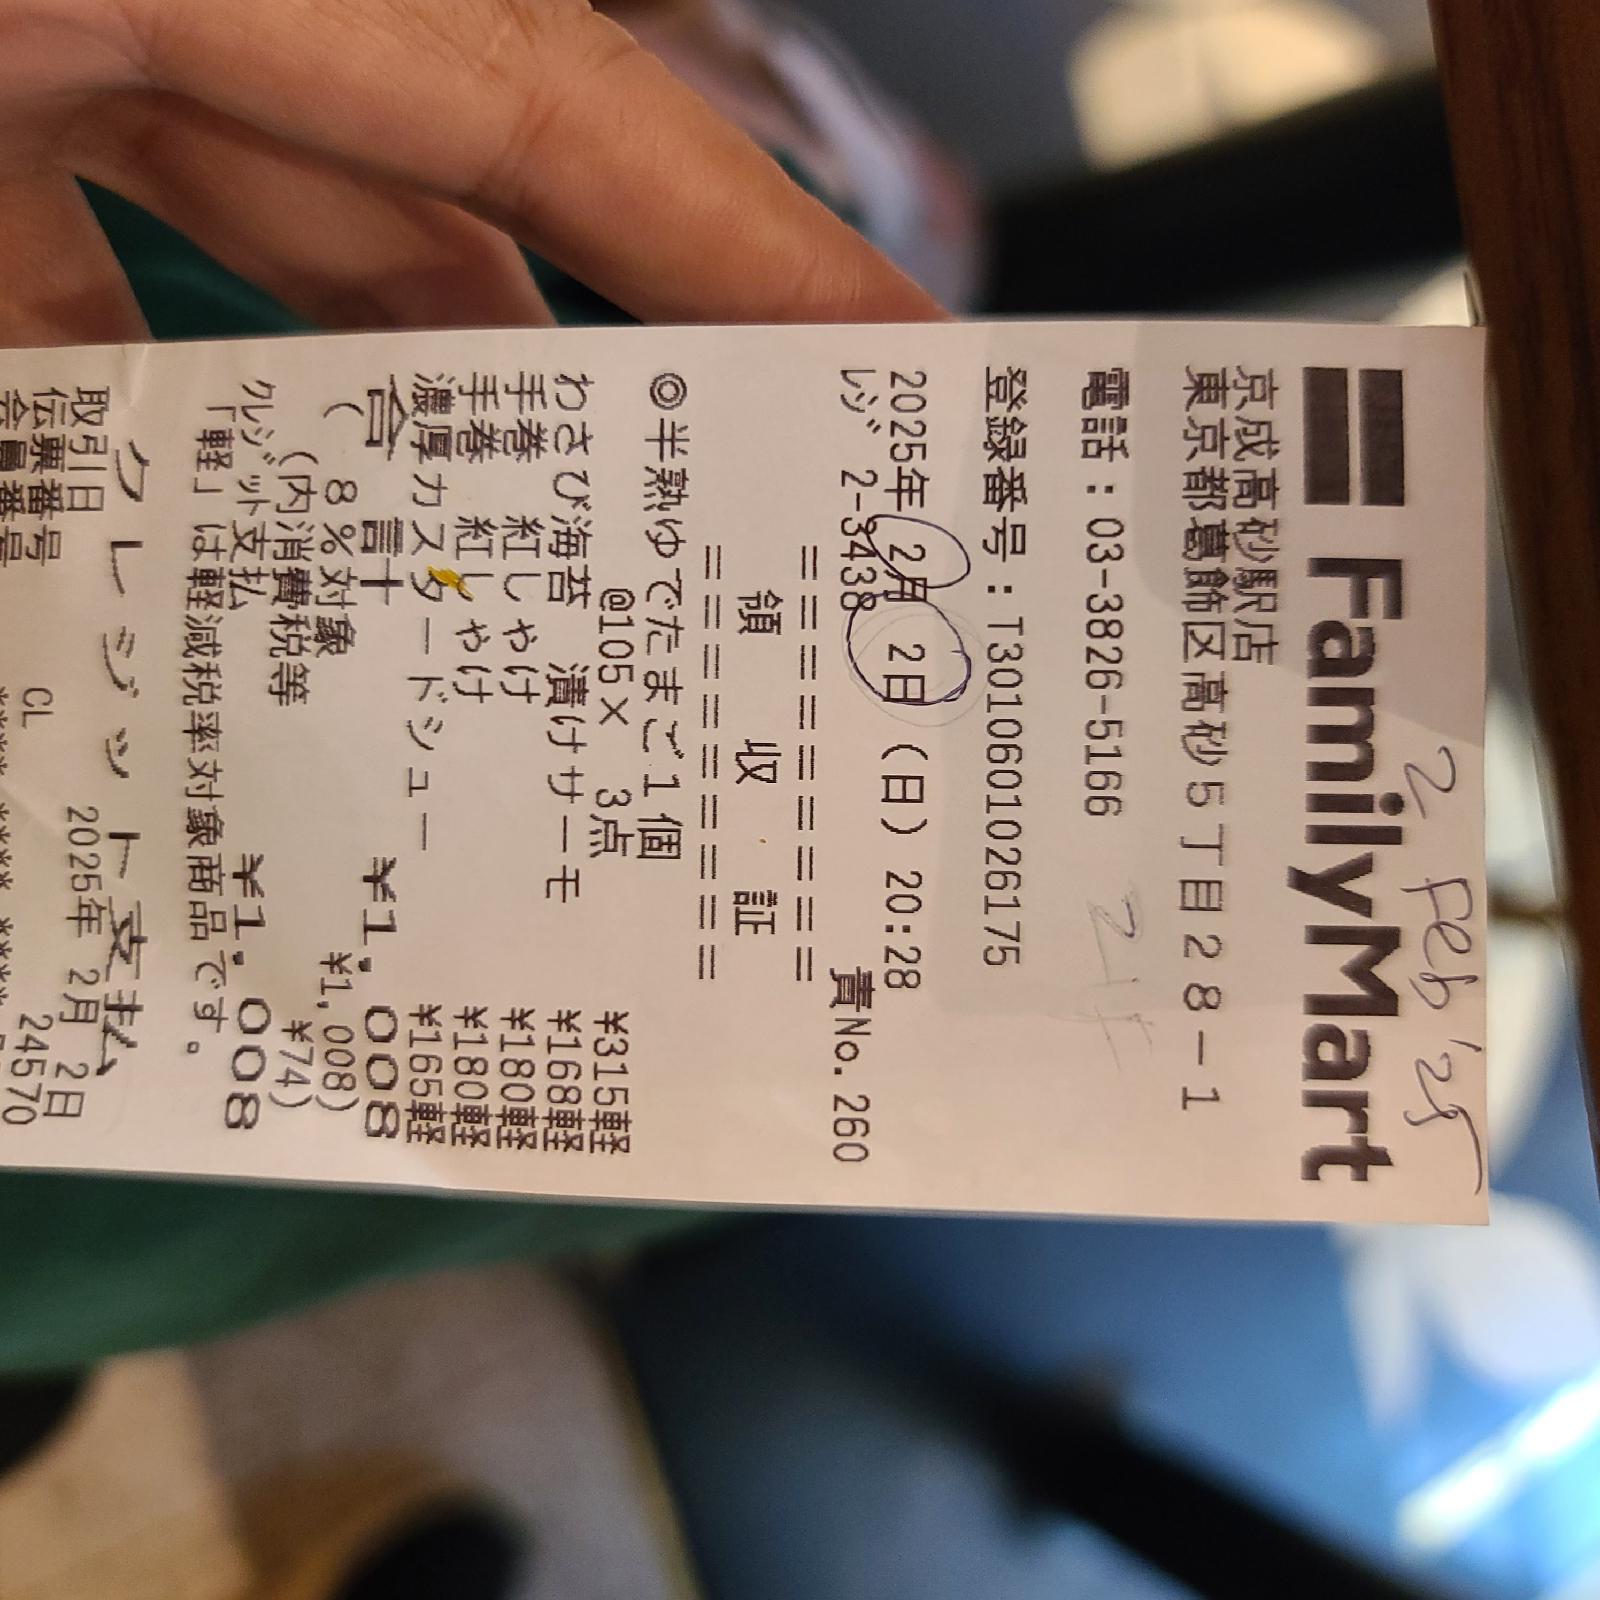 2 Feb '25
FamilyMart
京成高砂駅店
東京都葛飾区高砂5丁目28-1
電話:03-3826-5166
登録番号:T3010601026175
2025年 2月 2日 (日) 20:28
レジ 2-3438 責No.260
領 収 証
◎半熟ゆでたまご1個
@105× 3点 ¥315軽
わさび海苔 漬けサーモ ¥168軽
手巻 紅しゃけ ¥180軽
手巻 紅しゃけ ¥180軽
濃厚カスタードシュー ¥165軽
合 計 ¥1,008
( 8%対象 ¥1,008)
(内消費税等 ¥74)
クレジット支払 ¥1,008
「軽」は軽減税率対象商品です。
クレジット支払
取引日 2025年 2月 2日
伝票番号 24570
会員番号 CL